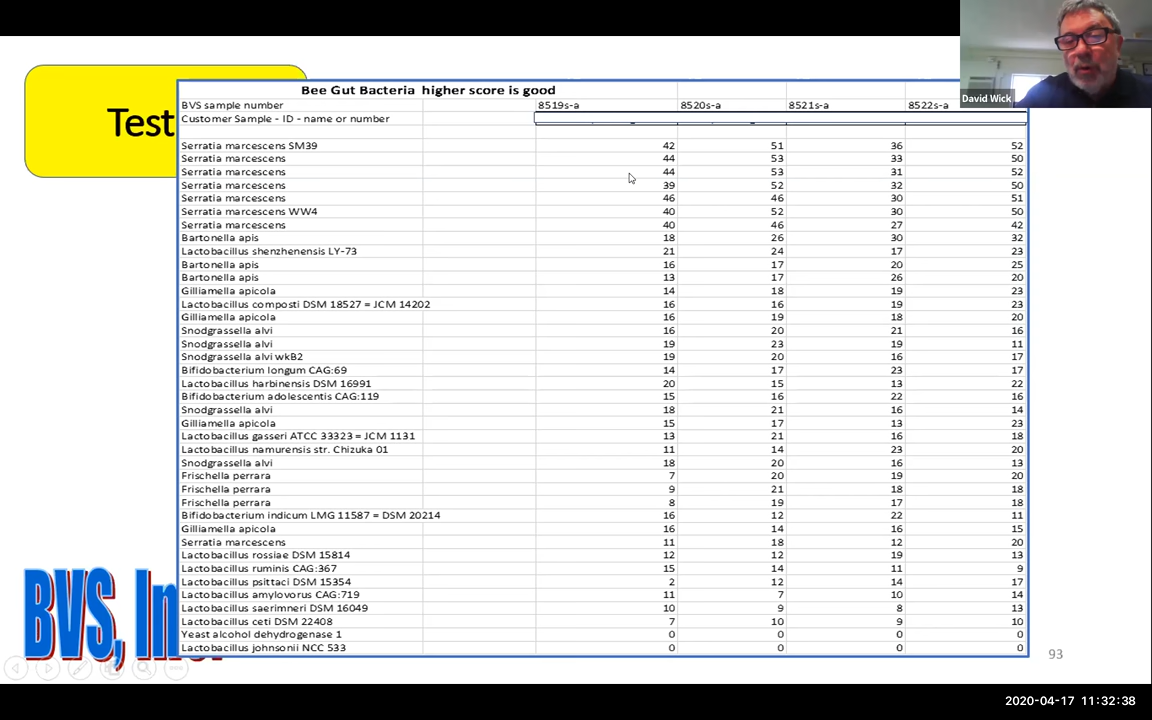 Test
David Wick
Bee Gut Bacteria higher score is good
BVS sample number 8519s-a 8520s-a 8521s-a 8522s-a
Customer Sample - ID - name or number
Serratia marcescens SM39 42 51 36 52
Serratia marcescens 44 53 33 50
Serratia marcescens 44 53 31 52
Serratia marcescens 39 52 32 50
Serratia marcescens 46 46 30 51
Serratia marcescens WW4 40 52 30 50
Serratia marcescens 40 46 27 42
Bartonella apis 18 26 30 32
Lactobacillus shenzhenensis LY-73 21 24 17 23
Bartonella apis 16 17 20 25
Bartonella apis 13 17 26 20
Gilliamella apicola 14 18 19 23
Lactobacillus composti DSM 18527 = JCM 14202 16 16 19 23
Gilliamella apicola 16 19 18 20
Snodgrassella alvi 16 20 21 16
Snodgrassella alvi 19 23 19 11
Snodgrassella alvi wkB2 19 20 16 17
Bifidobacterium longum CAG:69 14 17 23 17
Lactobacillus harbinensis DSM 16991 20 15 13 22
Bifidobacterium adolescentis CAG:119 15 16 22 16
Snodgrassella alvi 18 21 16 14
Gilliamella apicola 15 17 13 23
Lactobacillus gasseri ATCC 33323 = JCM 1131 13 21 16 18
Lactobacillus namurensis str. Chizuka 01 11 14 23 20
Snodgrassella alvi 18 20 16 13
Frischella perrara 7 20 19 20
Frischella perrara 9 21 18 18
Frischella perrara 8 19 17 18
Bifidobacterium indicum LMG 11587 = DSM 20214 16 12 22 11
Gilliamella apicola 16 14 16 15
Serratia marcescens 11 18 12 20
Lactobacillus rossiae DSM 15814 12 12 19 13
Lactobacillus ruminis CAG:367 15 14 11 9
Lactobacillus psittaci DSM 15354 2 12 14 17
Lactobacillus amylovorus CAG:719 11 7 10 14
Lactobacillus saerimneri DSM 16049 10 9 8 13
Lactobacillus ceti DSM 22408 7 10 9 10
Yeast alcohol dehydrogenase 1 0 0 0 0
Lactobacillus johnsonii NCC 533 0 0 0 0
BVS, In
93
2020-04-17 11:32:38